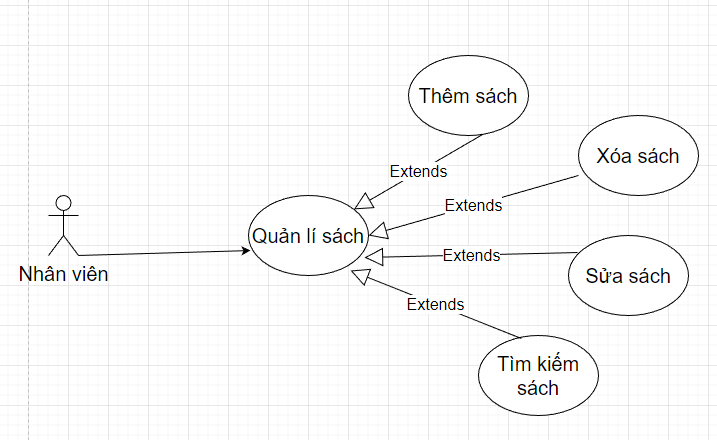 Thêm sách
Extends
Xóa sách
Extends
Quản lí sách
Extends
Sửa sách
Nhân viên
Extends
Tìm kiếm
sách